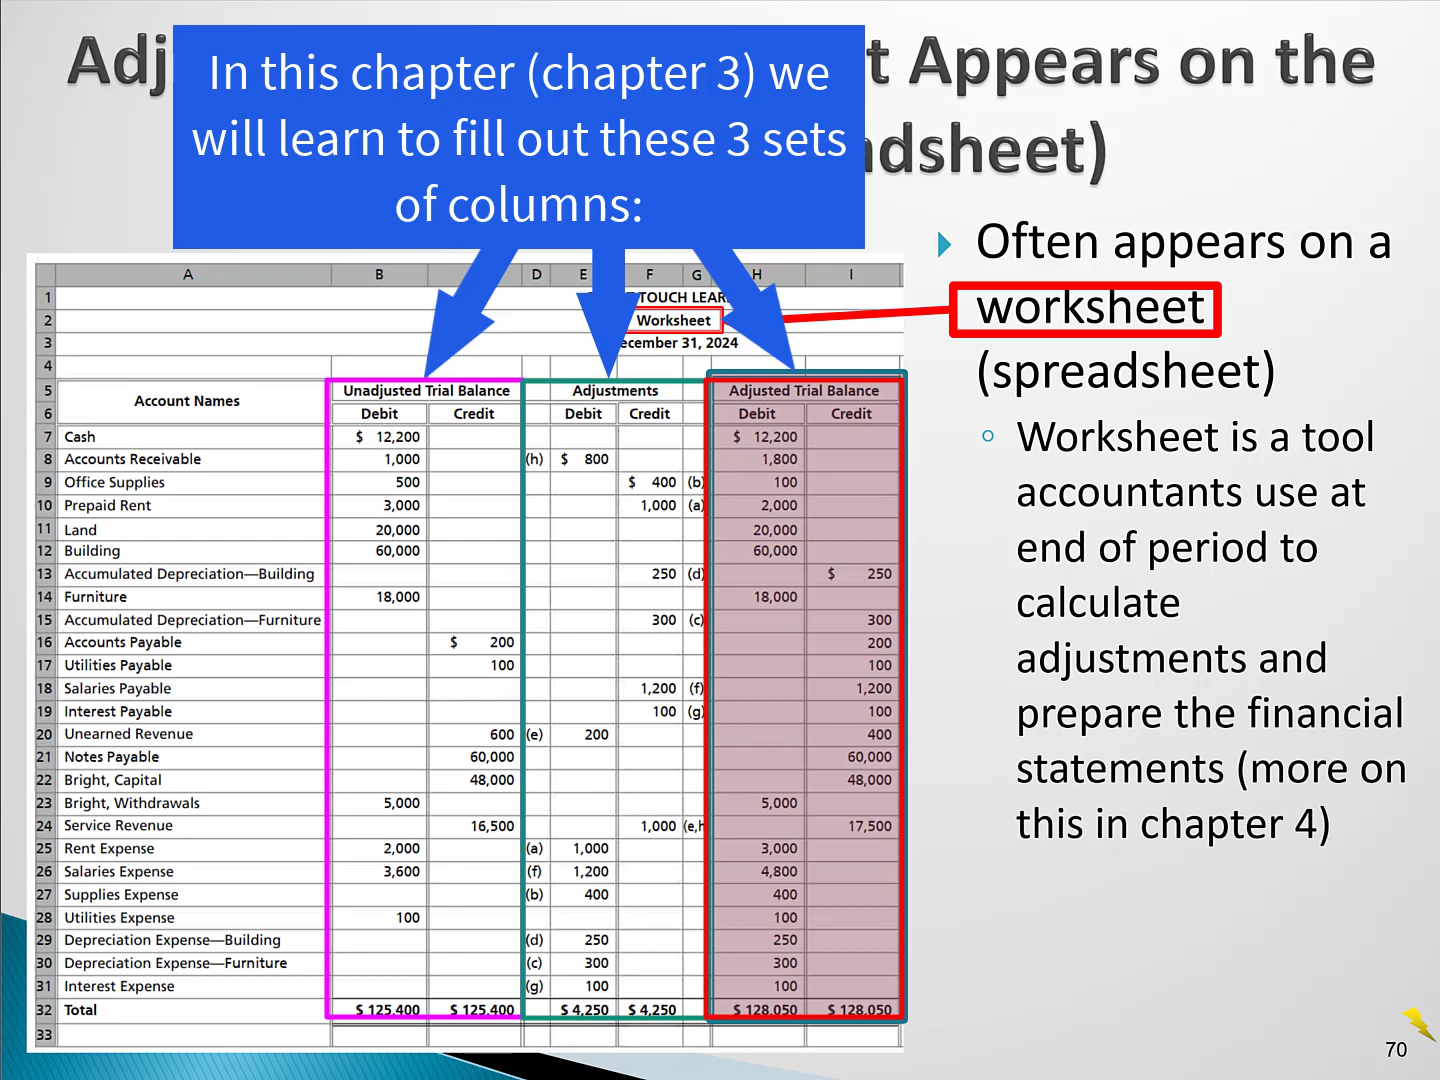 Adj t Appears on the
adsheet)
In this chapter (chapter 3) we
will learn to fill out these 3 sets
of columns:
A B D E F G H I
1 TOUCH LEAR
2 Worksheet
3 ecember 31, 2024
4
5 Account Names Unadjusted Trial Balance Adjustments Adjusted Trial Balance
6 Debit Credit Debit Credit Debit Credit
7 Cash $ 12,200 $ 12,200
8 Accounts Receivable 1,000 (h) $ 800 1,800
9 Office Supplies 500 $ 400 (b) 100
10 Prepaid Rent 3,000 1,000 (a) 2,000
11 Land 20,000 20,000
12 Building 60,000 60,000
13 Accumulated Depreciation—Building 250 (d) $ 250
14 Furniture 18,000 18,000
15 Accumulated Depreciation—Furniture 300 (c) 300
16 Accounts Payable $ 200 200
17 Utilities Payable 100 100
18 Salaries Payable 1,200 (f) 1,200
19 Interest Payable 100 (g) 100
20 Unearned Revenue 600 (e) 200 400
21 Notes Payable 60,000 60,000
22 Bright, Capital 48,000 48,000
23 Bright, Withdrawals 5,000 5,000
24 Service Revenue 16,500 1,000 (e,h 17,500
25 Rent Expense 2,000 (a) 1,000 3,000
26 Salaries Expense 3,600 (f) 1,200 4,800
27 Supplies Expense (b) 400 400
28 Utilities Expense 100 100
29 Depreciation Expense—Building (d) 250 250
30 Depreciation Expense—Furniture (c) 300 300
31 Interest Expense (g) 100 100
32 Total $ 125,400 $ 125,400 $ 4,250 $ 4,250 $ 128,050 $ 128,050
33
Often appears on a
worksheet
(spreadsheet)
Worksheet is a tool
accountants use at
end of period to
calculate
adjustments and
prepare the financial
statements (more on
this in chapter 4)
70